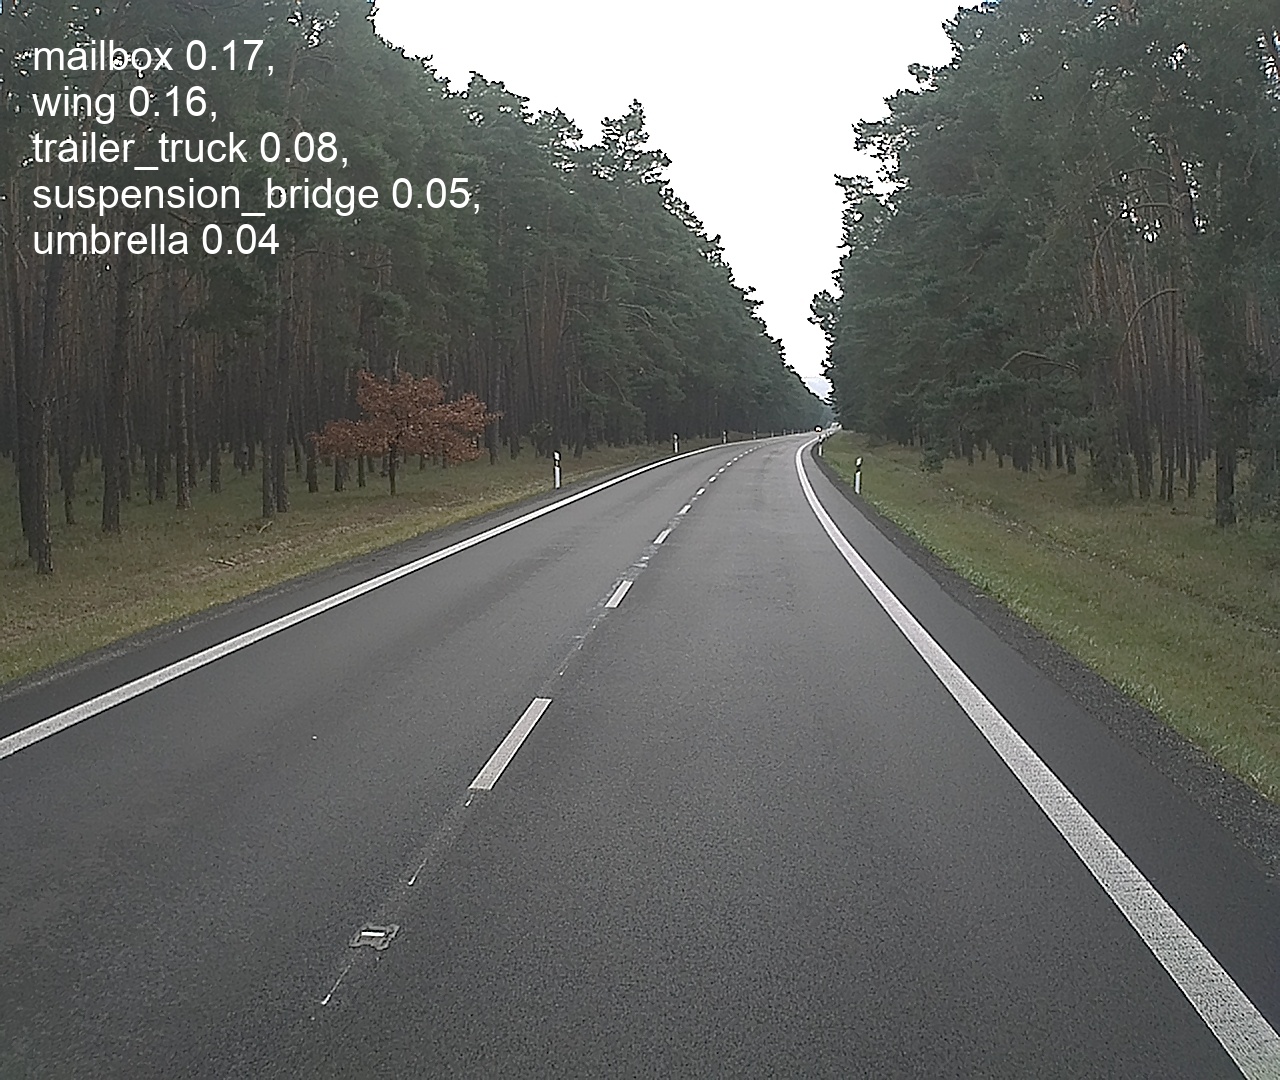 mailbox 0.17,
wing 0.16,
trailer_truck 0.08,
suspension_bridge 0.05,
umbrella 0.04